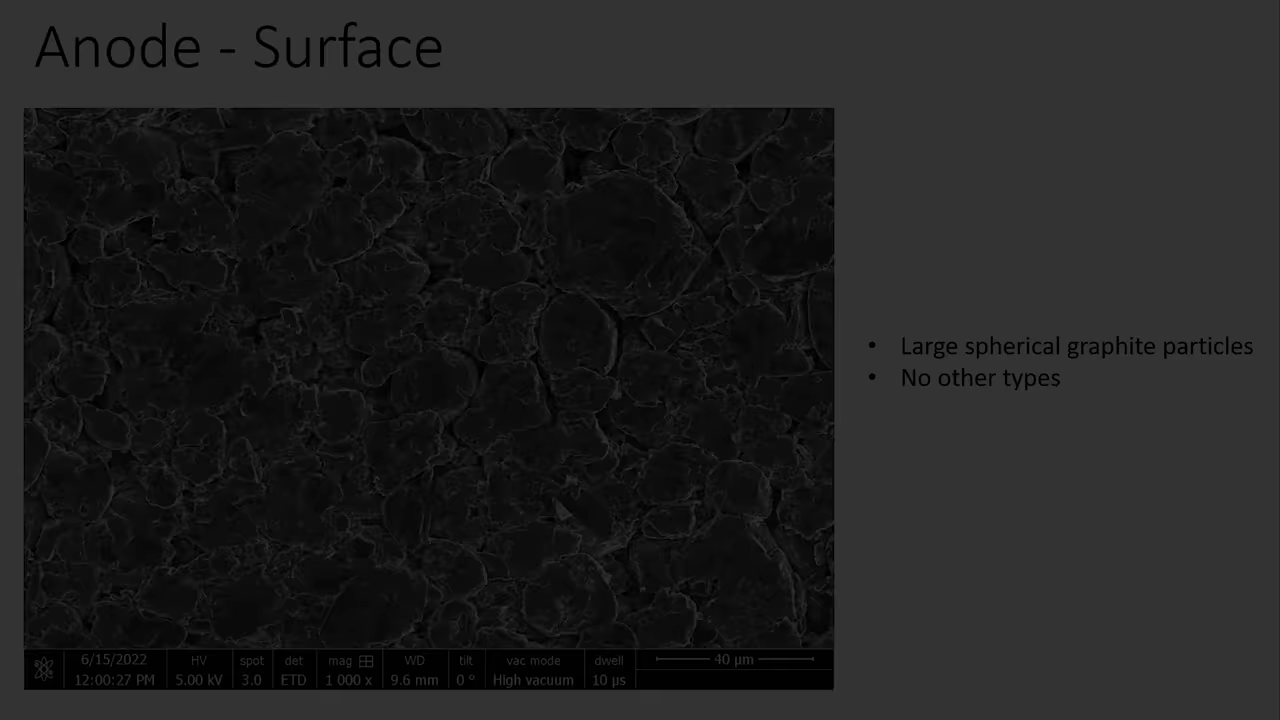 Anode - Surface
• Large spherical graphite particles
• No other types
6/15/2022 HV spot det mag WD tilt vac mode dwell 40 µm
12:00:27 PM 5.00 kV 3.0 ETD 1 000 x 9.6 mm 0 ° High vacuum 10 µs